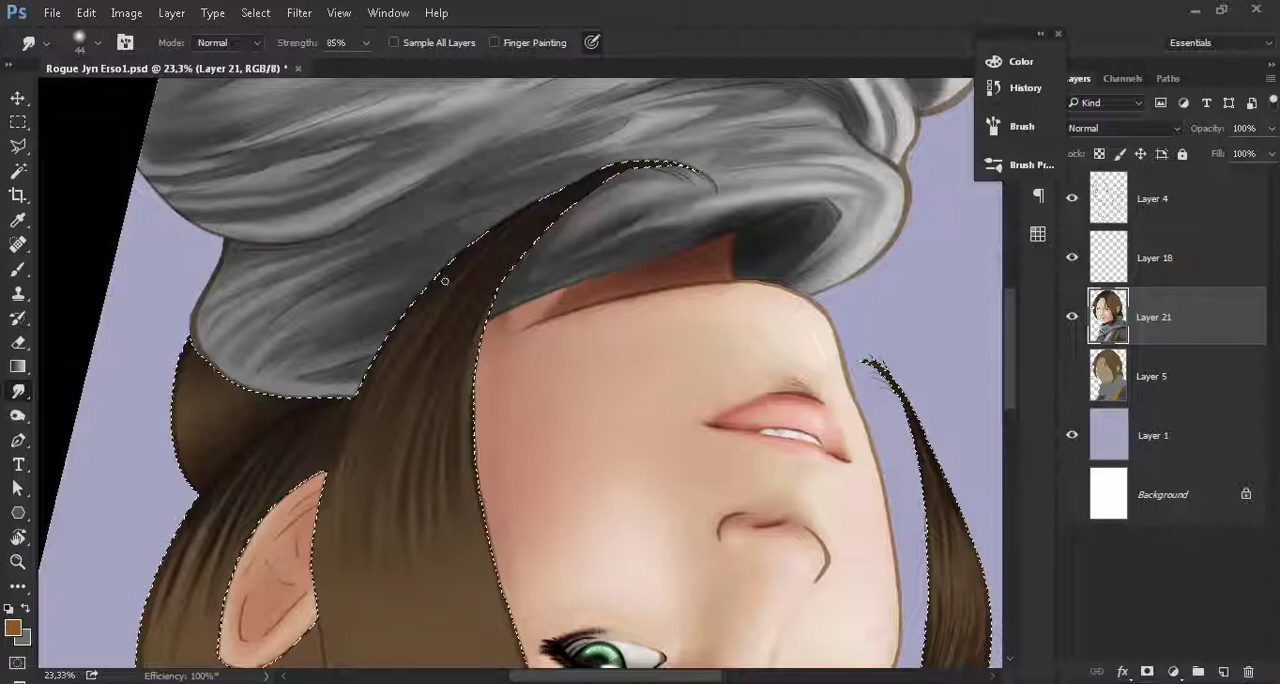 Ps File Edit Image Layer Type Select Filter View Window Help
44 Mode: Normal Strength: 85% Sample All Layers Finger Painting Essentials
Rogue Jyn Erso1.psd @ 23,3% (Layer 21, RGB/8) *
Color
History
Brush
Brush Pr...
ayers Channels Paths
Kind
Normal Opacity: 100%
ock: Fill: 100%
Layer 4
Layer 18
Layer 21
Layer 5
Layer 1
Background
23,33% Efficiency: 100%*